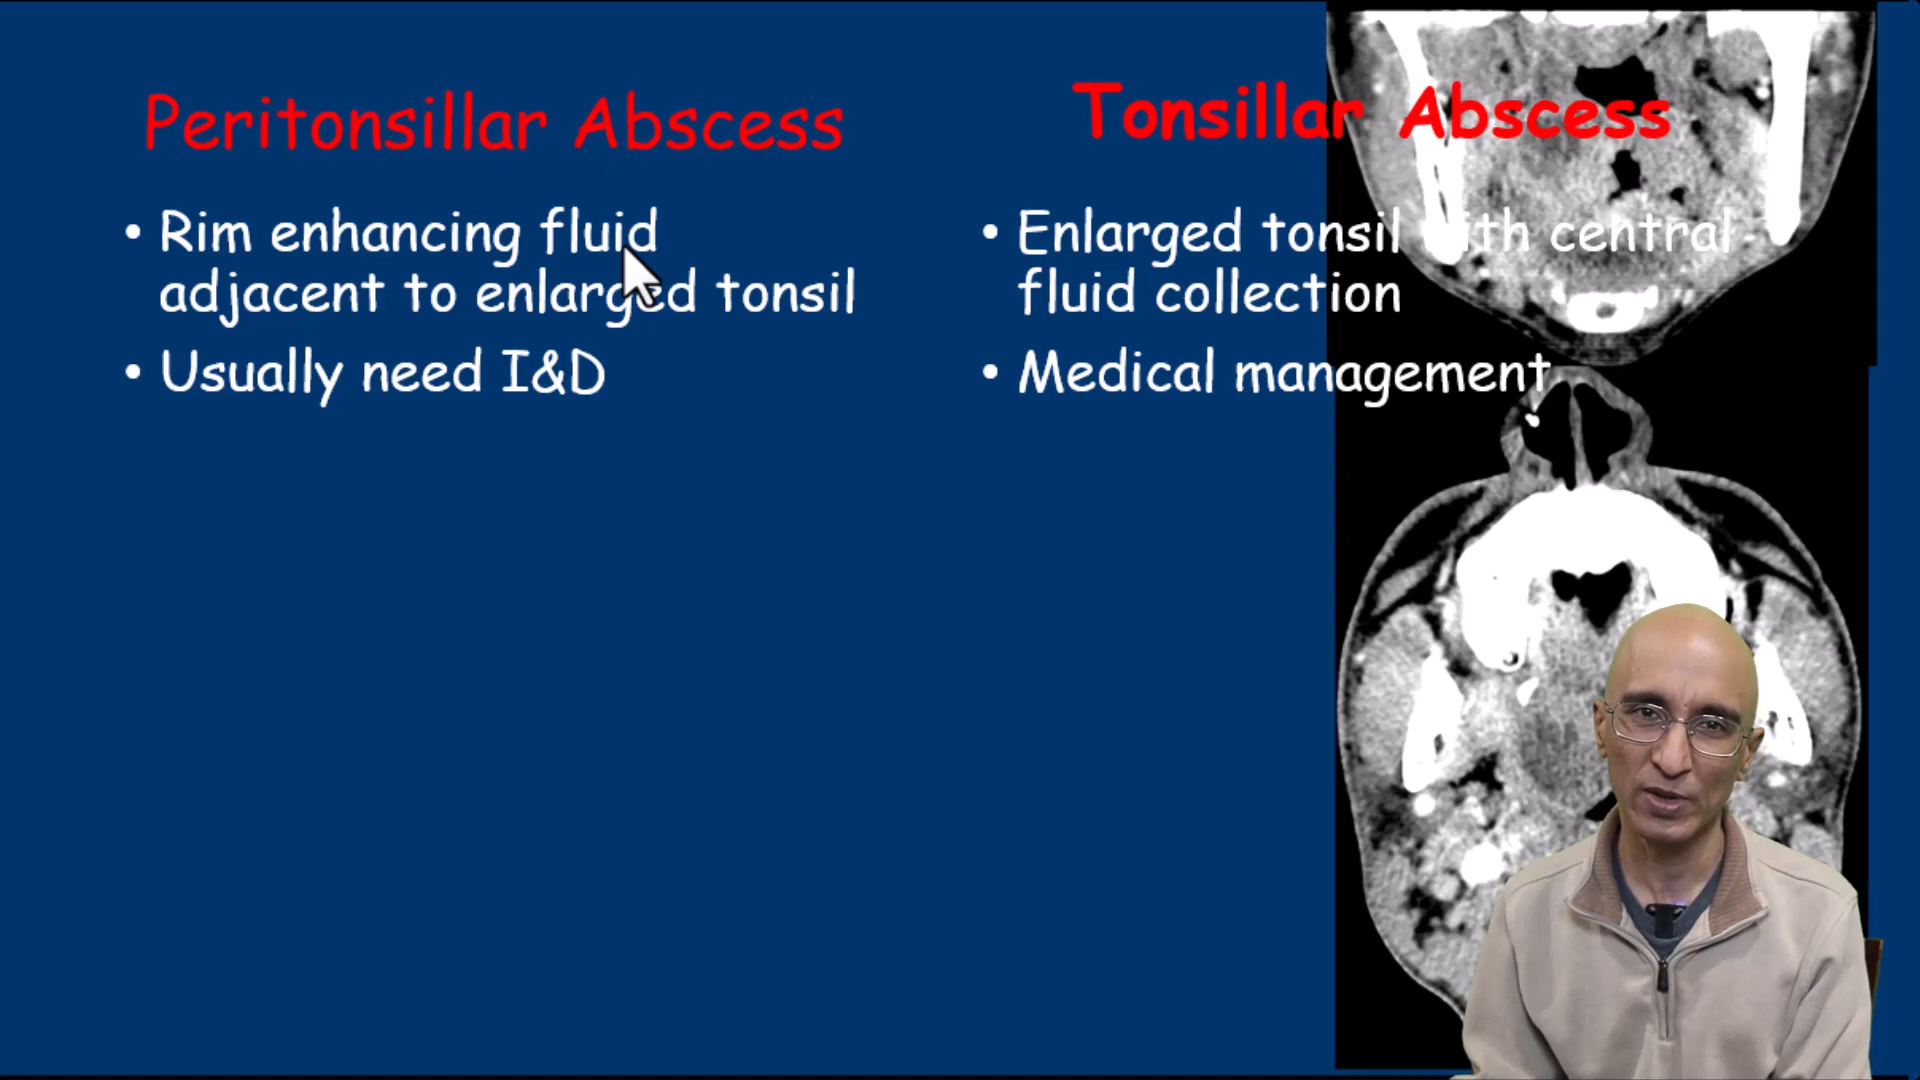 Peritonsillar Abscess
• Rim enhancing fluid
adjacent to enlarged tonsil
• Usually need I&D
Tonsillar Abscess
• Enlarged tonsil with central
fluid collection
• Medical management